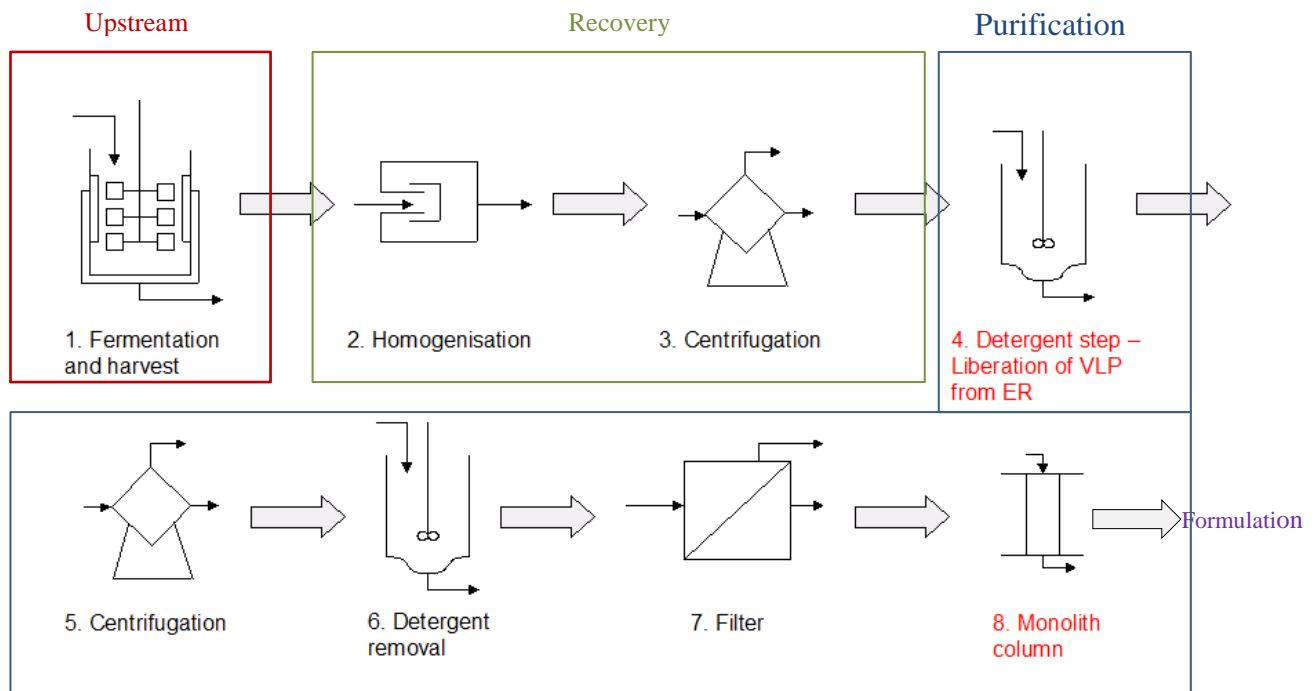 Upstream
Recovery
Purification
1. Fermentation
and harvest
2. Homogenisation
3. Centrifugation
4. Detergent step –
Liberation of VLP
from ER
5. Centrifugation
6. Detergent
removal
7. Filter
8. Monolith
column
Formulation